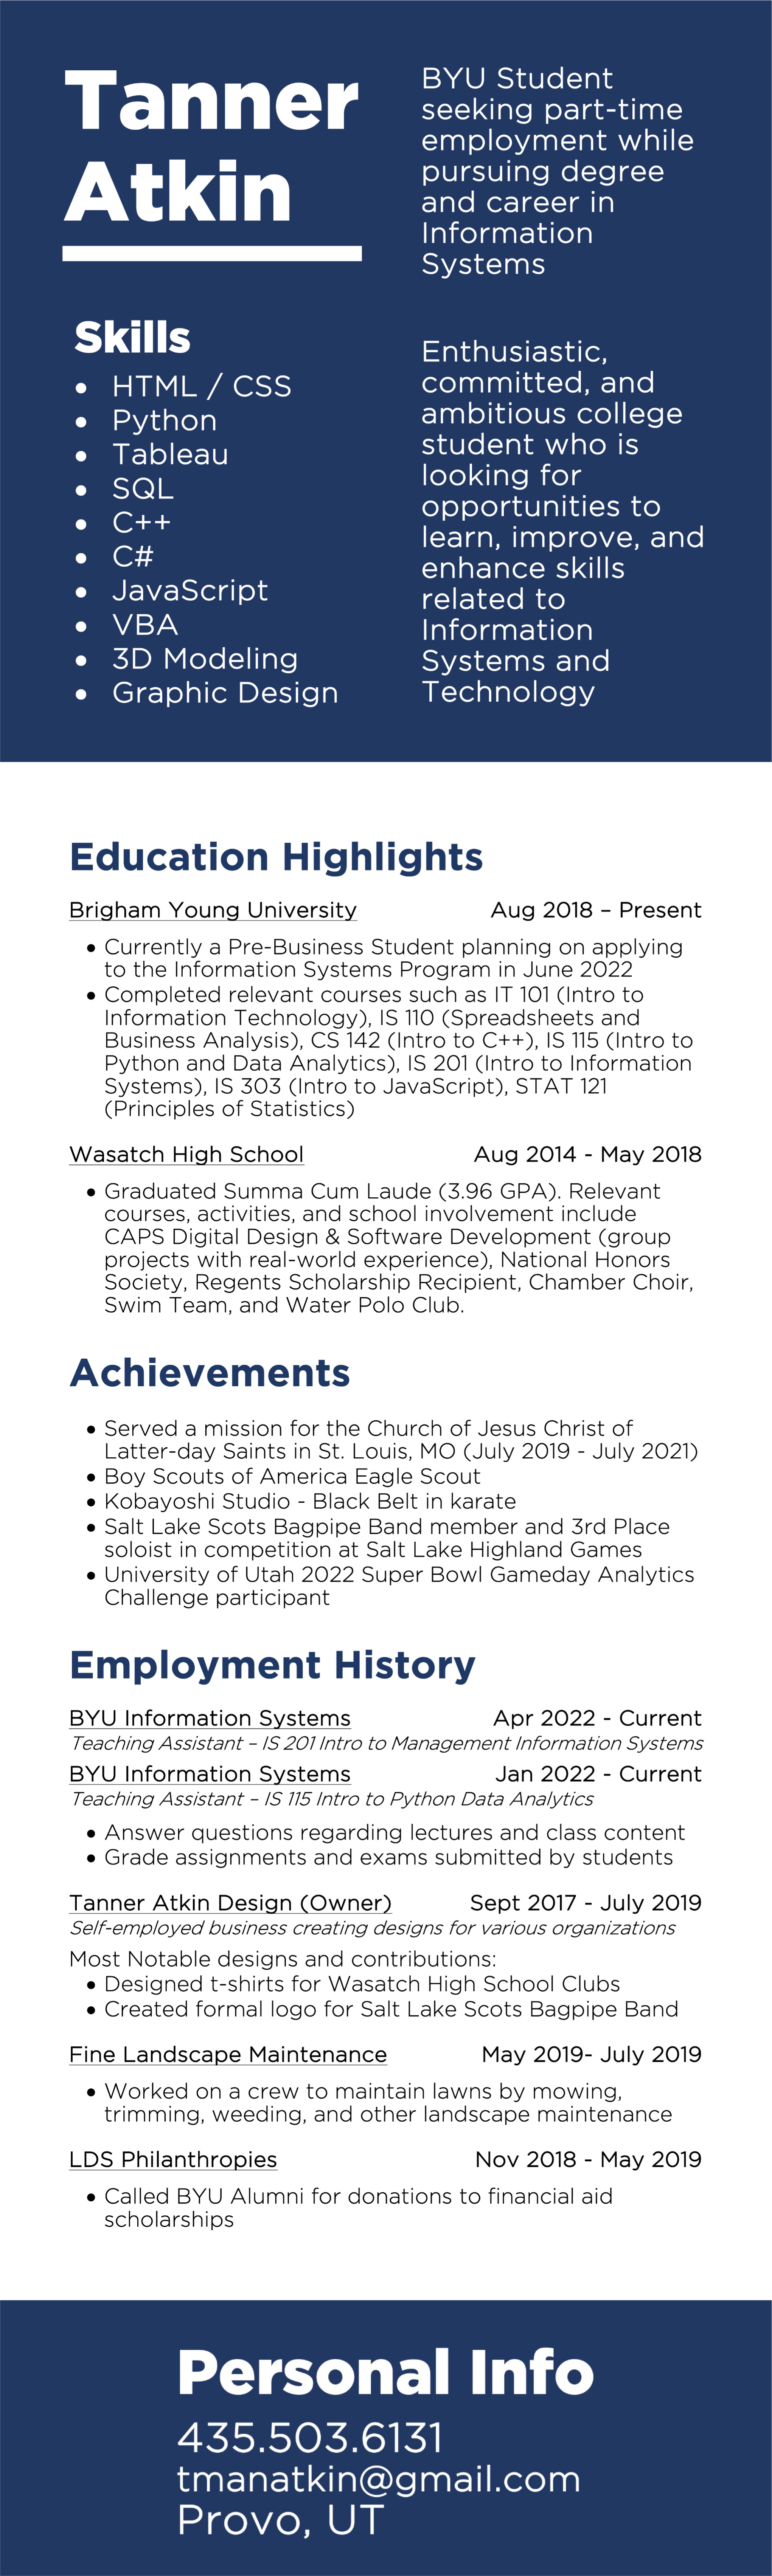 Tanner
Atkin
BYU Student
seeking part-time
employment while
pursuing degree
and career in
Information
Systems
Skills
• HTML / CSS
• Python
• Tableau
• SQL
• C++
• C#
• JavaScript
• VBA
• 3D Modeling
• Graphic Design
Enthusiastic,
committed, and
ambitious college
student who is
looking for
opportunities to
learn, improve, and
enhance skills
related to
Information
Systems and
Technology
Education Highlights
Brigham Young University Aug 2018 – Present
• Currently a Pre-Business Student planning on applying
to the Information Systems Program in June 2022
• Completed relevant courses such as IT 101 (Intro to
Information Technology), IS 110 (Spreadsheets and
Business Analysis), CS 142 (Intro to C++), IS 115 (Intro to
Python and Data Analytics), IS 201 (Intro to Information
Systems), IS 303 (Intro to JavaScript), STAT 121
(Principles of Statistics)
Wasatch High School Aug 2014 - May 2018
• Graduated Summa Cum Laude (3.96 GPA). Relevant
courses, activities, and school involvement include
CAPS Digital Design & Software Development (group
projects with real-world experience), National Honors
Society, Regents Scholarship Recipient, Chamber Choir,
Swim Team, and Water Polo Club.
Achievements
• Served a mission for the Church of Jesus Christ of
Latter-day Saints in St. Louis, MO (July 2019 - July 2021)
• Boy Scouts of America Eagle Scout
• Kobayoshi Studio - Black Belt in karate
• Salt Lake Scots Bagpipe Band member and 3rd Place
soloist in competition at Salt Lake Highland Games
• University of Utah 2022 Super Bowl Gameday Analytics
Challenge participant
Employment History
BYU Information Systems Apr 2022 - Current
Teaching Assistant – IS 201 Intro to Management Information Systems
BYU Information Systems Jan 2022 - Current
Teaching Assistant – IS 115 Intro to Python Data Analytics
• Answer questions regarding lectures and class content
• Grade assignments and exams submitted by students
Tanner Atkin Design (Owner) Sept 2017 - July 2019
Self-employed business creating designs for various organizations
Most Notable designs and contributions:
• Designed t-shirts for Wasatch High School Clubs
• Created formal logo for Salt Lake Scots Bagpipe Band
Fine Landscape Maintenance May 2019- July 2019
• Worked on a crew to maintain lawns by mowing,
trimming, weeding, and other landscape maintenance
LDS Philanthropies Nov 2018 - May 2019
• Called BYU Alumni for donations to financial aid
scholarships
Personal Info
435.503.6131
tmanatkin@gmail.com
Provo, UT